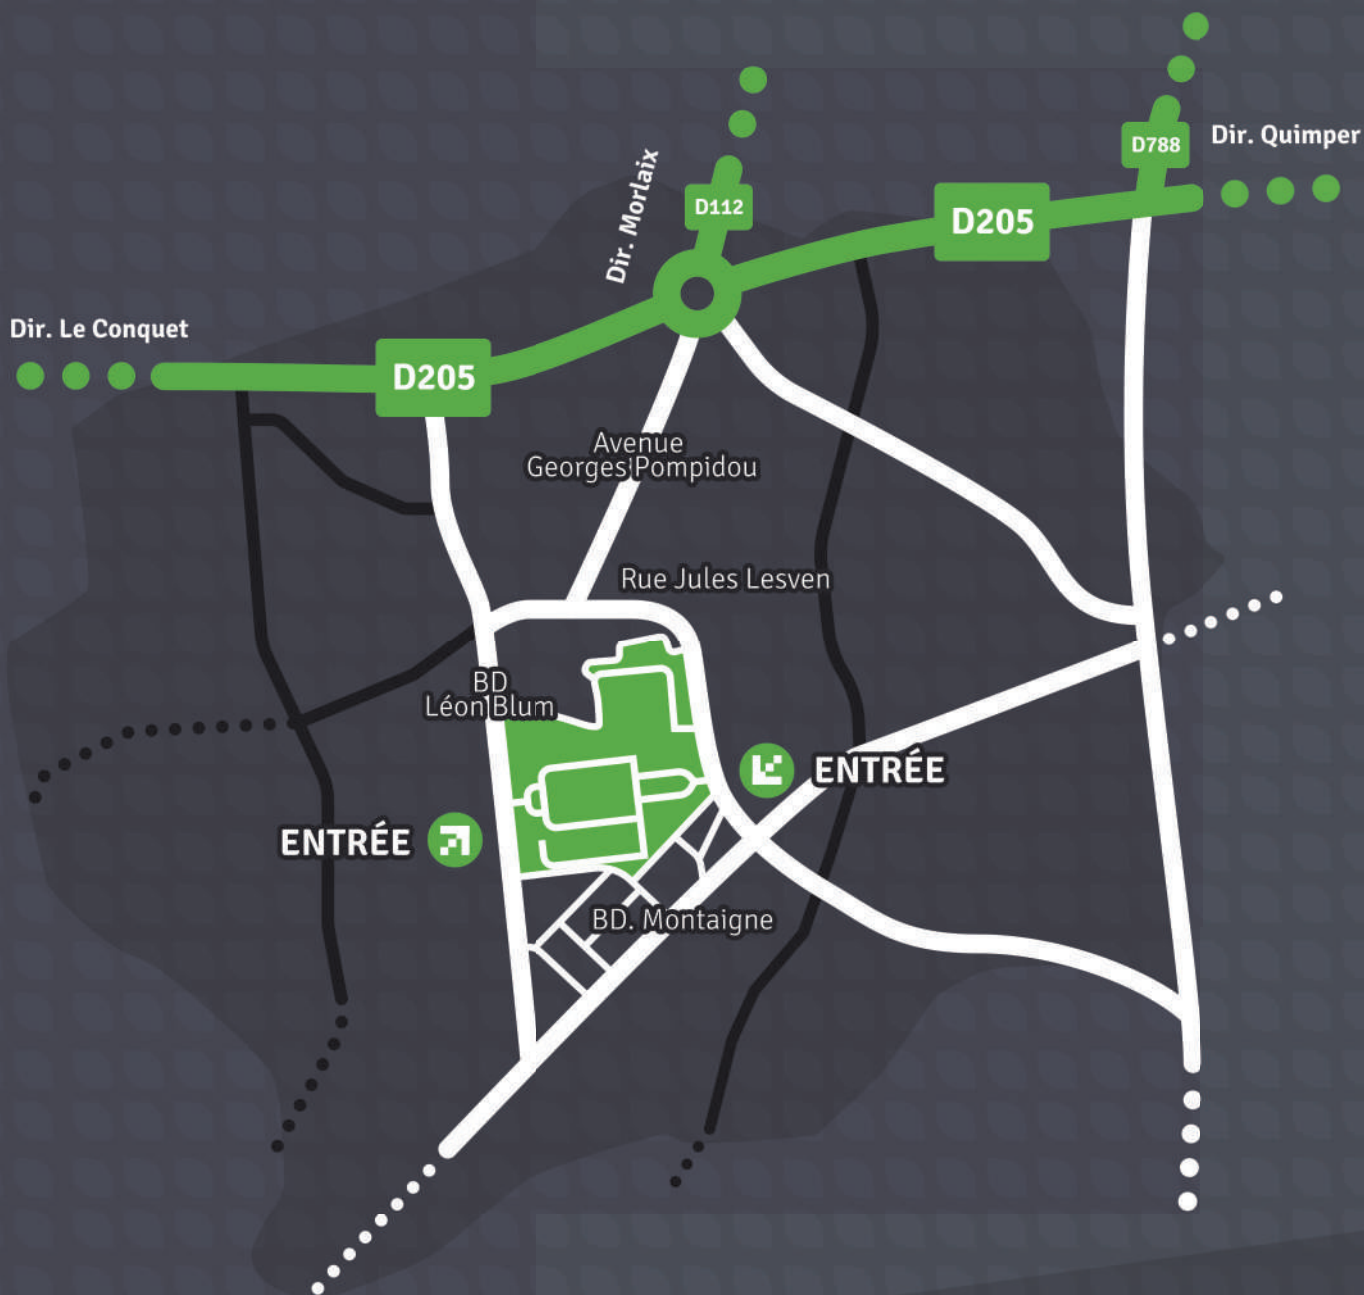 D788
Dir. Quimper
Dir. Morlaix
D112
D205
Dir. Le Conquet
D205
Avenue
Georges Pompidou
Rue Jules Lesven
BD
Léon Blum
ENTRÉE
ENTRÉE
BD. Montaigne